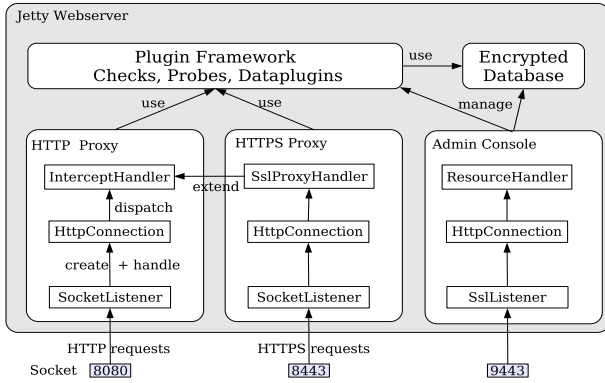 Jetty Webserver
Plugin Framework
Checks, Probes, Dataplugins
use
Encrypted
Database
use
use
manage
HTTP Proxy
HTTPS Proxy
Admin Console
InterceptHandler
extend
SslProxyHandler
ResourceHandler
dispatch
HttpConnection
HttpConnection
HttpConnection
create + handle
SocketListener
SocketListener
SslListener
HTTP requests
HTTPS requests
Socket
8080
8443
9443